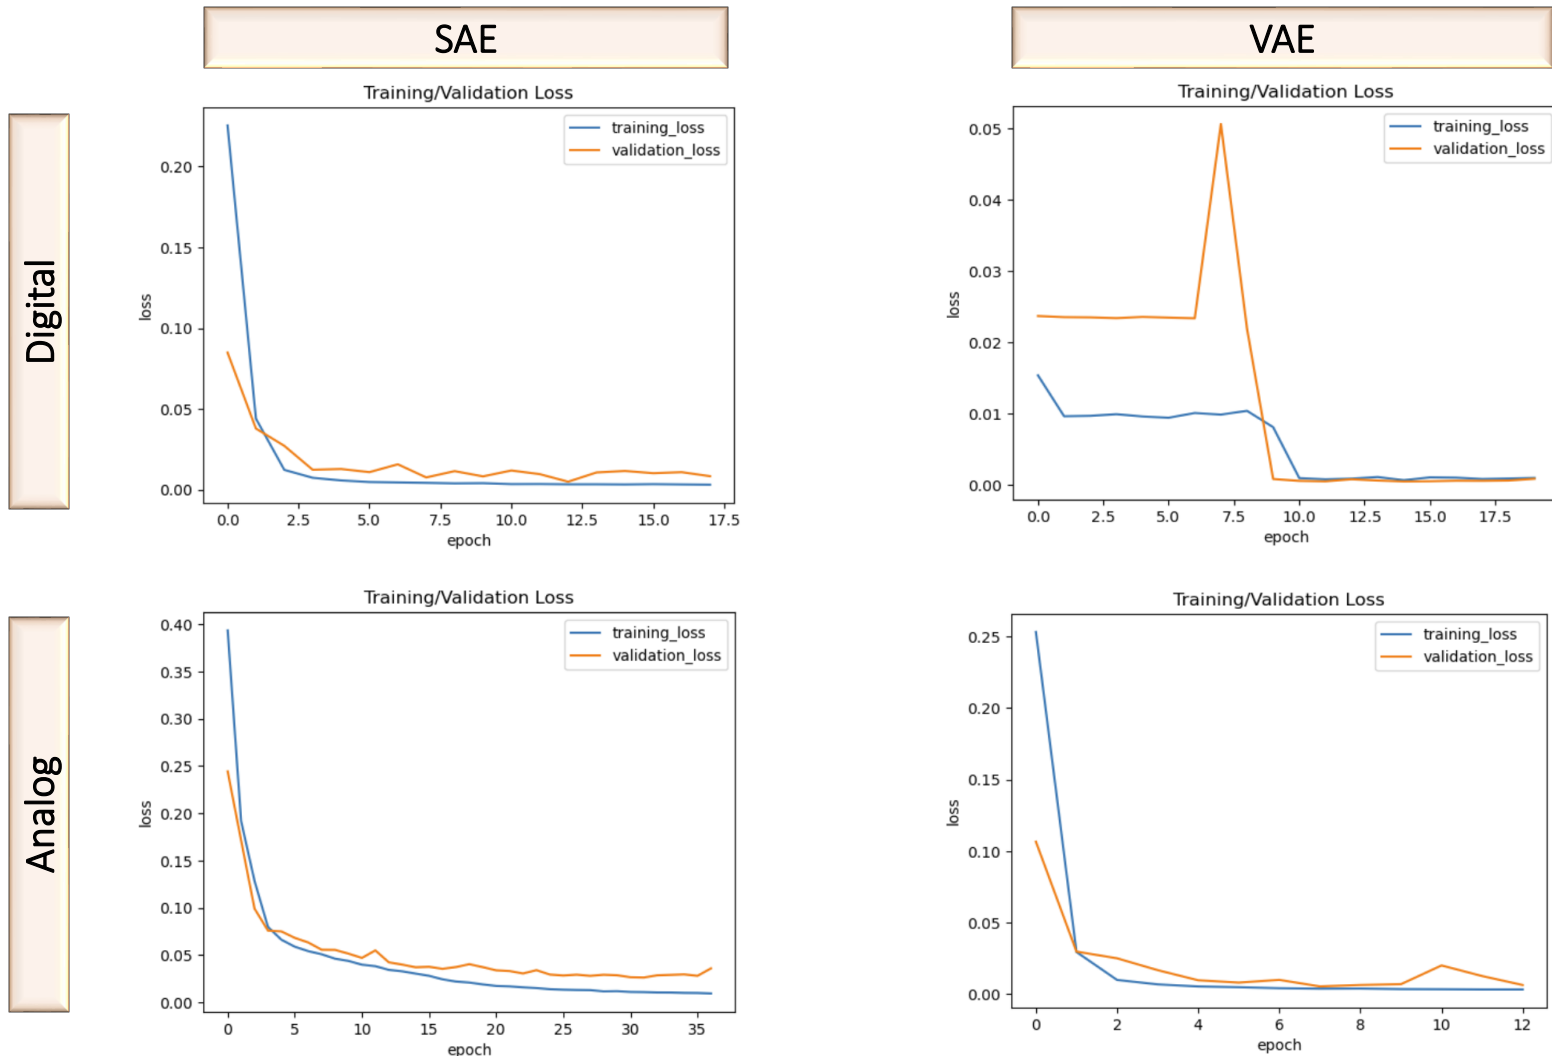 SAE
VAE
Digital
Training/Validation Loss
training_loss
validation_loss
0.20
0.15
0.10
0.05
0.00
loss
0.0 2.5 5.0 7.5 10.0 12.5 15.0 17.5
epoch
Training/Validation Loss
training_loss
validation_loss
0.05
0.04
0.03
0.02
0.01
0.00
loss
0.0 2.5 5.0 7.5 10.0 12.5 15.0 17.5
epoch
Analog
Training/Validation Loss
training_loss
validation_loss
0.40
0.35
0.30
0.25
0.20
0.15
0.10
0.05
0.00
loss
0 5 10 15 20 25 30 35
epoch
Training/Validation Loss
training_loss
validation_loss
0.25
0.20
0.15
0.10
0.05
0.00
loss
0 2 4 6 8 10 12
epoch